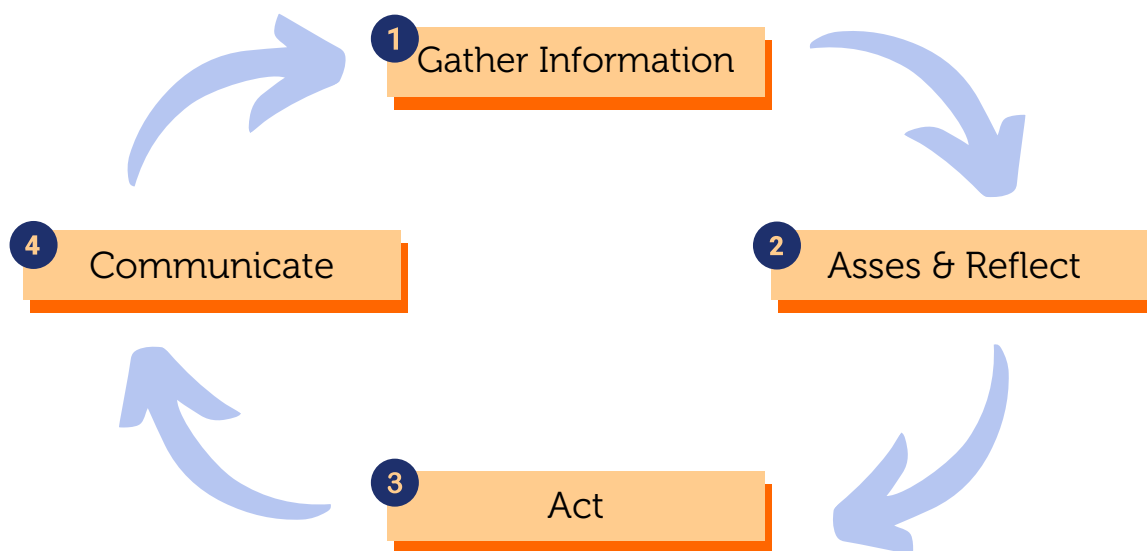 1
Gather Information
2
Asses & Reflect
3
Act
4
Communicate